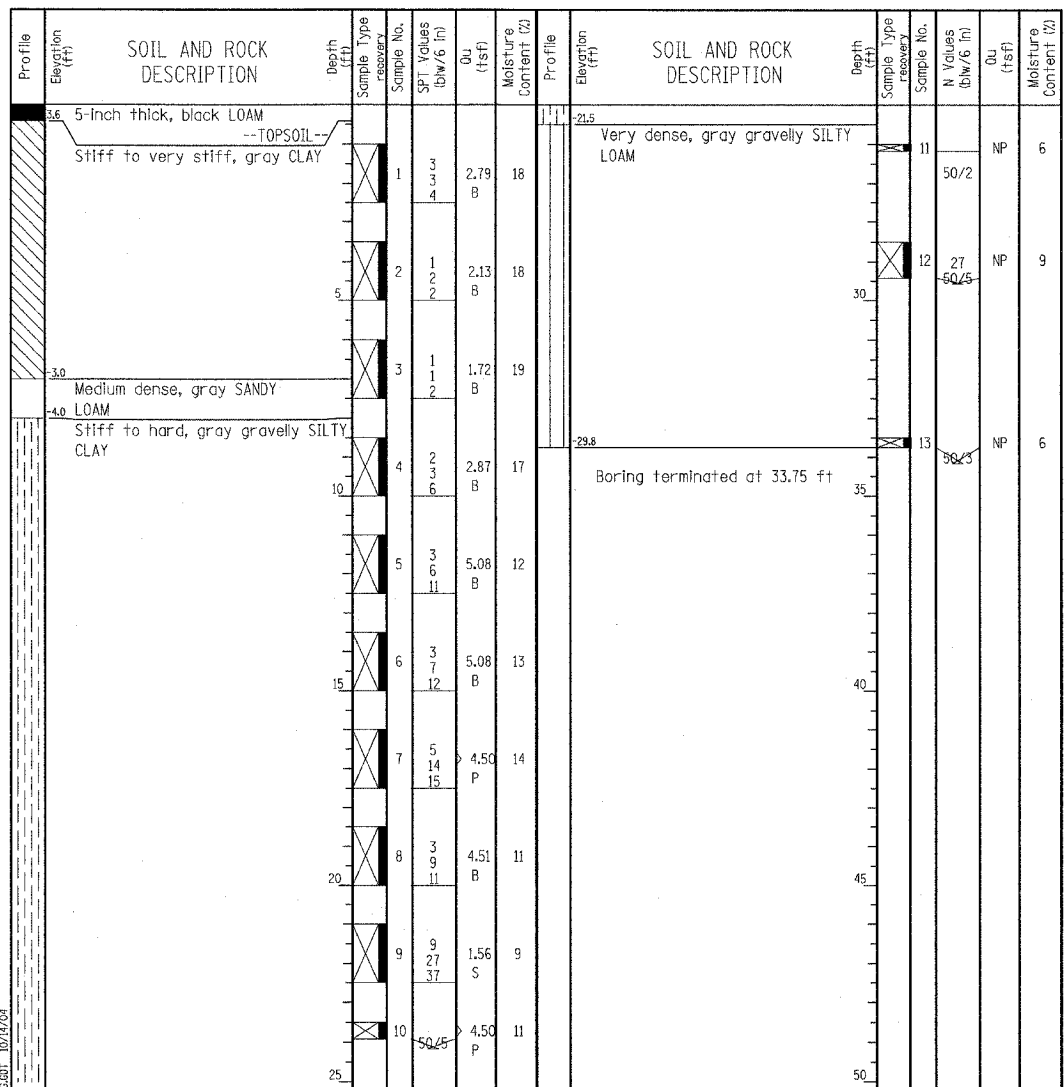 Profile
Elevation (ft)
SOIL AND ROCK
DESCRIPTION
Depth (ft)
Sample Type
recovery
Sample No.
SPT Values
(blw/6 in)
Qu
(tsf)
Moisture
Content (%)
3.6 5-inch thick, black LOAM
--TOPSOIL--
Stiff to very stiff, gray CLAY
1 3 3 4 2.79 B 18
2 1 2 2 2.13 B 18
5
3 1 1 2 1.72 B 19
-3.0
Medium dense, gray SANDY
-4.0 LOAM
Stiff to hard, gray gravelly SILTY
CLAY
4 2 3 6 2.87 B 17
10
5 3 6 11 5.08 B 12
6 3 7 12 5.08 B 13
15
7 5 14 15 > 4.50 P 14
8 3 9 11 4.51 B 11
20
9 9 27 37 1.56 S 9
10 50/5 > 4.50 P 11
25
10/14/04
Profile
Elevation (ft)
SOIL AND ROCK
DESCRIPTION
Depth (ft)
Sample Type
recovery
Sample No.
N Values
(blw/6 in)
Qu
(tsf)
Moisture
Content (%)
-21.5
Very dense, gray gravelly SILTY
LOAM
11 50/2 NP 6
12 27 50/5 NP 9
30
-29.8
13 50/3 NP 6
Boring terminated at 33.75 ft
35
40
45
50